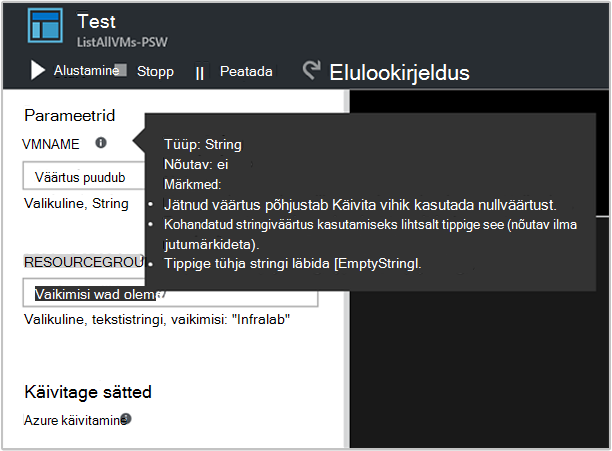 Test
ListAllVMs-PSW
Alustamine Stopp Peatada Elulookirjeldus
Parameetrid
VMNAME
Väärtus puudub
Valikuline, String
Tüüp: String
Nõutav: ei
Märkmed:
Jätnud väärtus põhjustab Käivita vihik kasutada nullväärtust.
Kohandatud stringiväärtus kasutamiseks lihtsalt tippige see (nõutav ilma
jutumärkideta).
Tippige tühja stringi läbida [EmptyStringl.
RESOURCEGROU
Vaikimisi wad olema
Valikuline, tekstistringi, vaikimisi: "Infralab"
Käivitage sätted
Azure käivitamine